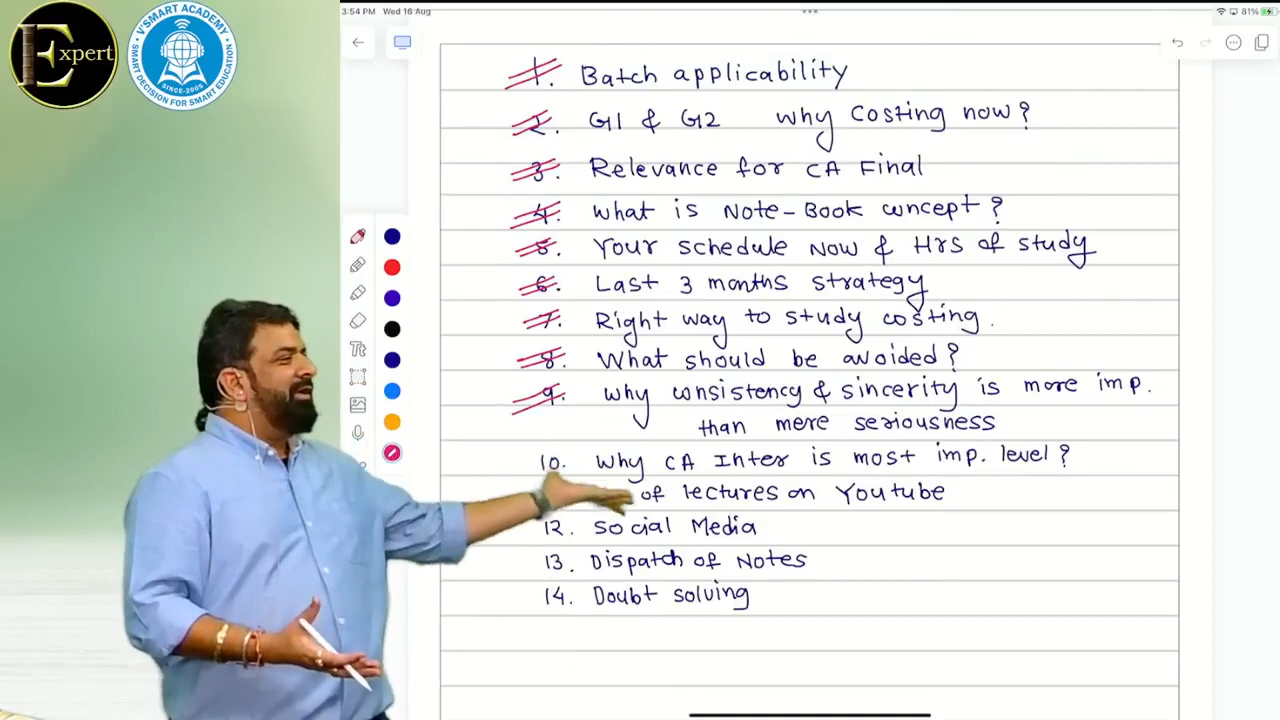 3:54 PM Wed 16 Aug
81%
Expert
V'SMART ACADEMY
SINCE-2005
SMART DECISION FOR SMART EDUCATION
Tt
1. Batch applicability
2. G1 & G2 why costing now?
3. Relevance for CA Final
4. What is Note-Book concept?
5. Your schedule Now & Hrs of study
6. Last 3 months strategy
7. Right way to study costing.
8. What should be avoided?
9. why consistency & sincerity is more imp.
than mere seriousness
10. Why CA Inter is most imp. level?
of lectures on Youtube
12. Social Media
13. Dispatch of Notes
14. Doubt solving